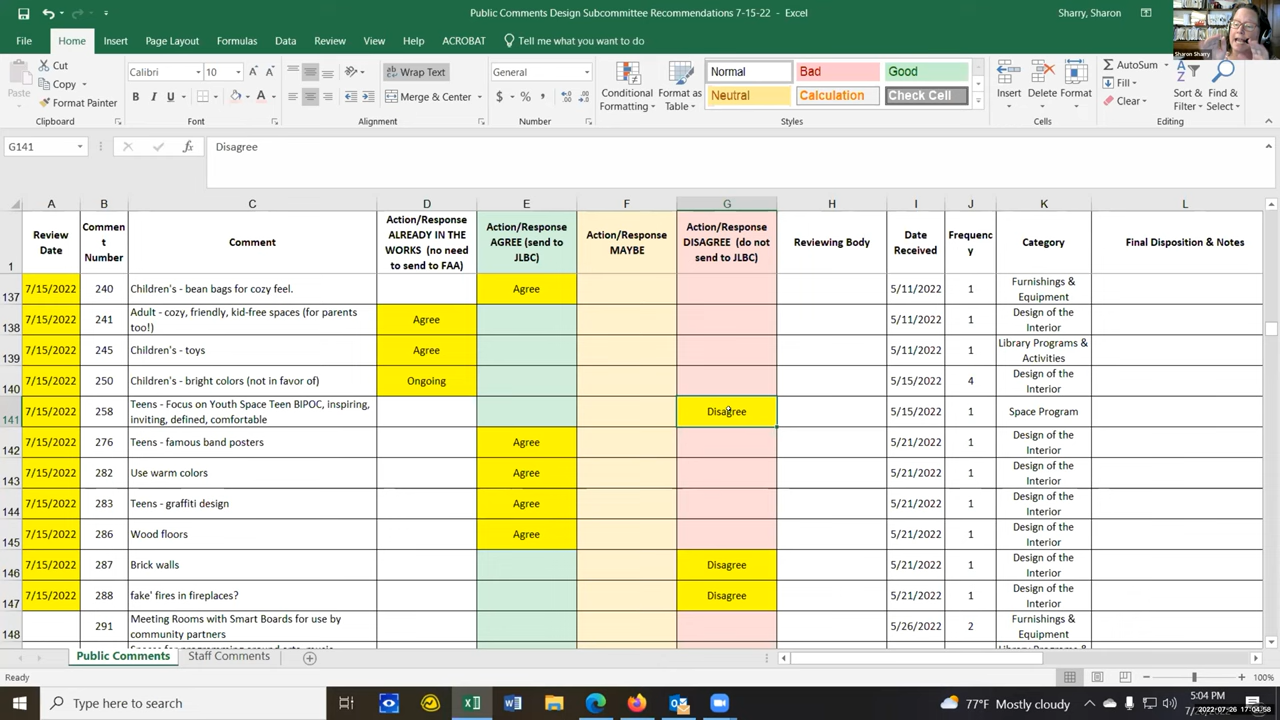 Public Comments Design Subcommittee Recommendations 7-15-22 - Excel
Sharry, Sharon
Sharon Sharry
File Home Insert Page Layout Formulas Data Review View Help ACROBAT Tell me what you want to do
Paste
Cut
Copy
Format Painter
Clipboard
Calibri 10
B I U
Font
Wrap Text
Merge & Center
Alignment
General
$ % ,
Number
Conditional Formatting
Format as Table
Normal Bad Good
Neutral Calculation Check Cell
Styles
Insert Delete Format
Cells
AutoSum
Fill
Clear
Sort & Filter
Find & Select
Editing
G141 fx Disagree
A B C D E F G H I J K L
1
Review Date
Commen t Number
Comment
Action/Response ALREADY IN THE WORKS (no need to send to FAA)
Action/Response AGREE (send to JLBC)
Action/Response MAYBE
Action/Response DISAGREE (do not send to JLBC)
Reviewing Body
Date Received
Frequenc y
Category
Final Disposition & Notes
137 7/15/2022 240 Children's - bean bags for cozy feel. Agree 5/11/2022 1 Furnishings & Equipment
138 7/15/2022 241 Adult - cozy, friendly, kid-free spaces (for parents too!) Agree 5/11/2022 1 Design of the Interior
139 7/15/2022 245 Children's - toys Agree 5/11/2022 1 Library Programs & Activities
140 7/15/2022 250 Children's - bright colors (not in favor of) Ongoing 5/15/2022 4 Design of the Interior
141 7/15/2022 258 Teens - Focus on Youth Space Teen BIPOC, inspiring, inviting, defined, comfortable Disagree 5/15/2022 1 Space Program
142 7/15/2022 276 Teens - famous band posters Agree 5/21/2022 1 Design of the Interior
143 7/15/2022 282 Use warm colors Agree 5/21/2022 1 Design of the Interior
144 7/15/2022 283 Teens - graffiti design Agree 5/21/2022 1 Design of the Interior
145 7/15/2022 286 Wood floors Agree 5/21/2022 1 Design of the Interior
146 7/15/2022 287 Brick walls Disagree 5/21/2022 1 Design of the Interior
147 7/15/2022 288 fake' fires in fireplaces? Disagree 5/21/2022 1 Design of the Interior
148 291 Meeting Rooms with Smart Boards for use by community partners 5/26/2022 2 Furnishings & Equipment
Public Comments Staff Comments
Ready
100%
Type here to search
77°F Mostly cloudy
5:04 PM
2022-07-26 17:04:58